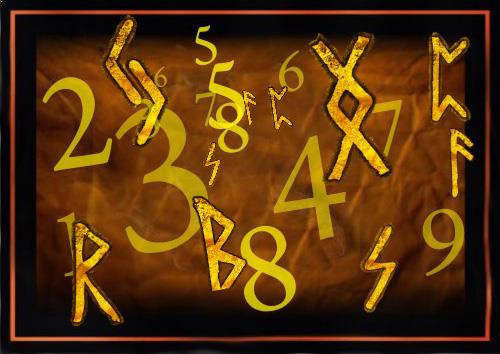 5
ᛃ 6 5 6 ᛝ ᛈ
2 7 ᚨ ᛈ
3 8 4 7 ᚨ
ᛋ
1 ᚱ ᛒ 8 ᛋ 9